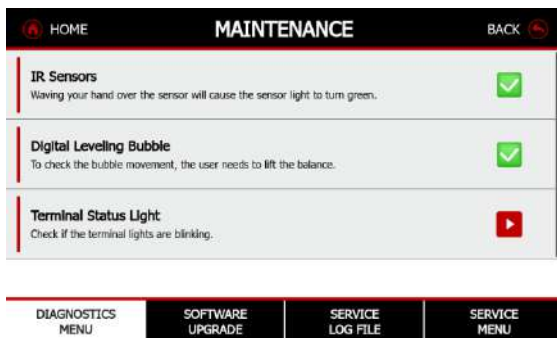 HOME
MAINTENANCE
BACK
IR Sensors
Waving your hand over the sensor will cause the sensor light to turn green.
Digital Leveling Bubble
To check the bubble movement, the user needs to lift the balance.
Terminal Status Light
Check if the terminal lights are blinking.
DIAGNOSTICS
MENU
SOFTWARE
UPGRADE
SERVICE
LOG FILE
SERVICE
MENU